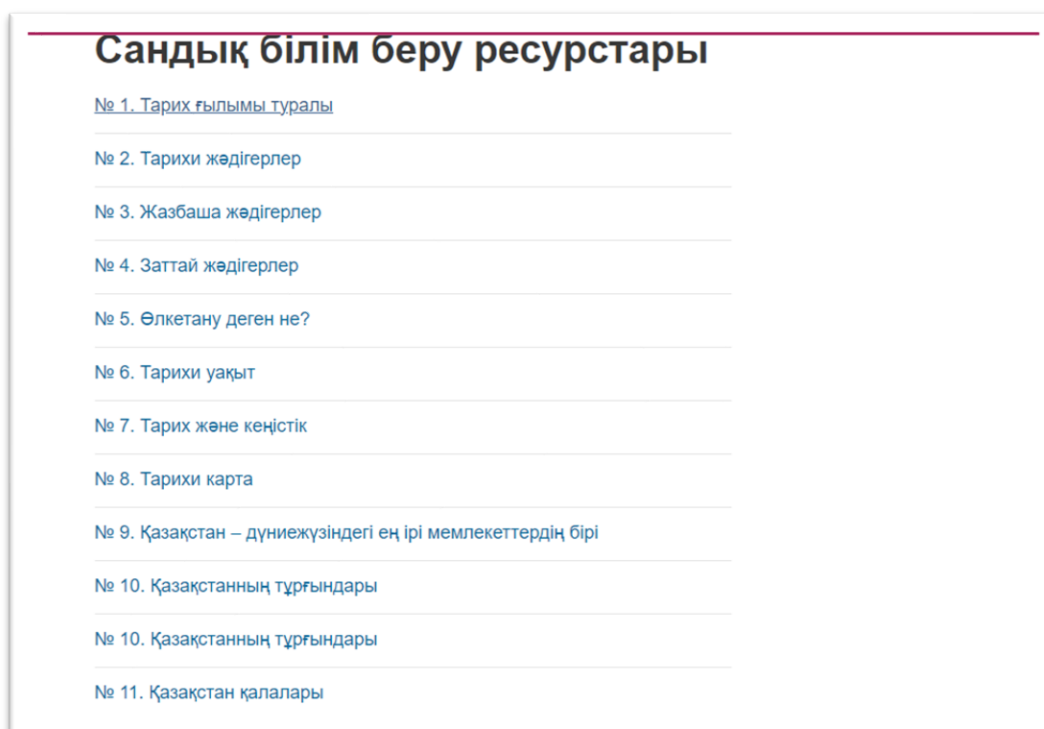 Сандық білім беру ресурстары
№ 1. Тарих ғылымы туралы
№ 2. Тарихи жәдігерлер
№ 3. Жазбаша жәдігерлер
№ 4. Заттай жәдігерлер
№ 5. Өлкетану деген не?
№ 6. Тарихи уақыт
№ 7. Тарих және кеңістік
№ 8. Тарихи карта
№ 9. Қазақстан – дүниежүзіндегі ең ірі мемлекеттердің бірі
№ 10. Қазақстанның тұрғындары
№ 10. Қазақстанның тұрғындары
№ 11. Қазақстан қалалары